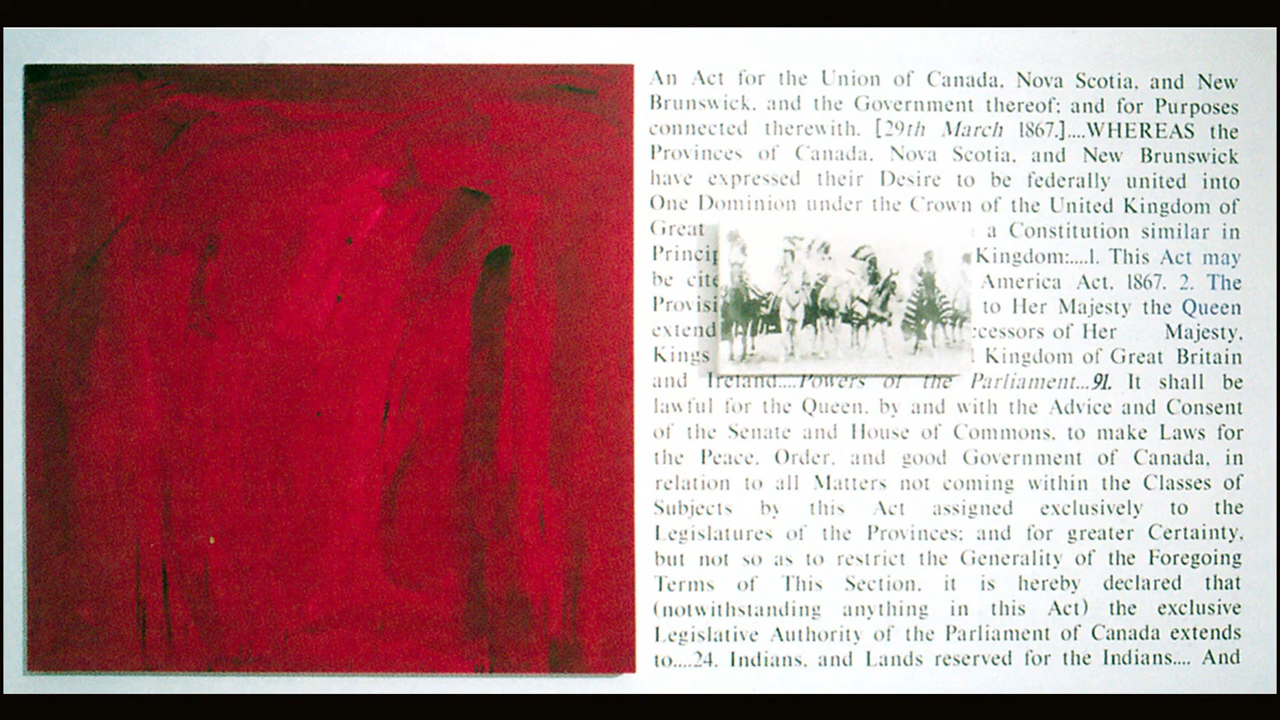 An Act for the Union of Canada, Nova Scotia, and New
Brunswick, and the Government thereof; and for Purposes
connected therewith. [29th March 1867.]....WHEREAS the
Provinces of Canada, Nova Scotia, and New Brunswick
have expressed their Desire to be federally united into
One Dominion under the Crown of the United Kingdom of
Great a Constitution similar in
Princip Kingdom:....1. This Act may
be cite America Act, 1867. 2. The
Provisi to Her Majesty the Queen
extend ccessors of Her Majesty,
Kings Kingdom of Great Britain
and Ireland....Powers of the Parliament...91. It shall be
lawful for the Queen, by and with the Advice and Consent
of the Senate and House of Commons, to make Laws for
the Peace, Order, and good Government of Canada, in
relation to all Matters not coming within the Classes of
Subjects by this Act assigned exclusively to the
Legislatures of the Provinces; and for greater Certainty,
but not so as to restrict the Generality of the Foregoing
Terms of This Section, it is hereby declared that
(notwithstanding anything in this Act) the exclusive
Legislative Authority of the Parliament of Canada extends
to....24. Indians, and Lands reserved for the Indians.... And